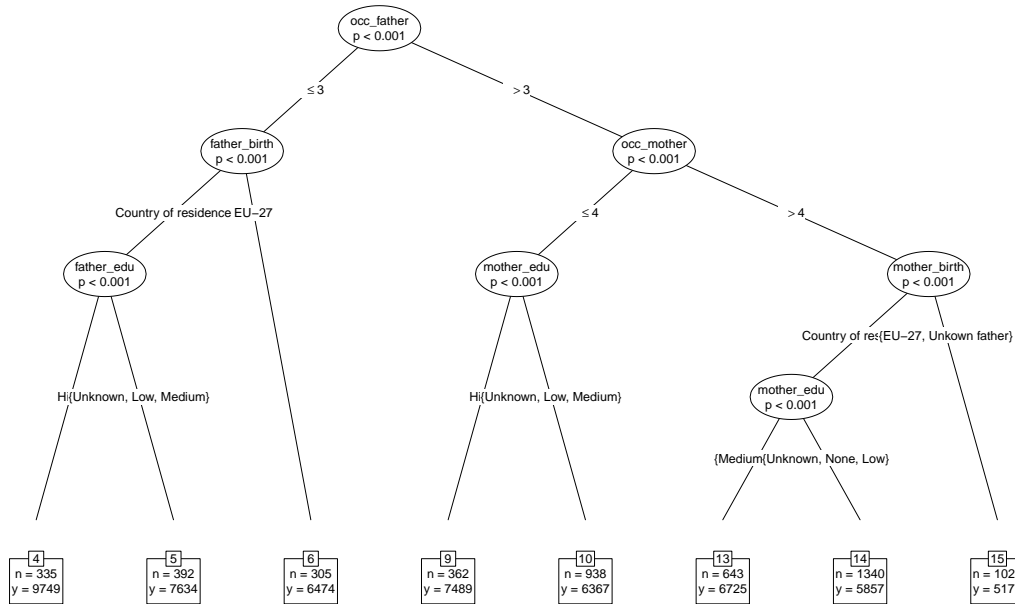 occ_father
p < 0.001
≤ 3
> 3
father_birth
p < 0.001
occ_mother
p < 0.001
Country of residence EU−27
≤ 4
> 4
father_edu
p < 0.001
mother_edu
p < 0.001
mother_birth
p < 0.001
Country of res{EU−27, Unkown father}
Hi{Unknown, Low, Medium}
Hi{Unknown, Low, Medium}
mother_edu
p < 0.001
{Medium{Unknown, None, Low}
4
n = 335
y = 9749
5
n = 392
y = 7634
6
n = 305
y = 6474
9
n = 362
y = 7489
10
n = 938
y = 6367
13
n = 643
y = 6725
14
n = 1340
y = 5857
15
n = 102
y = 517